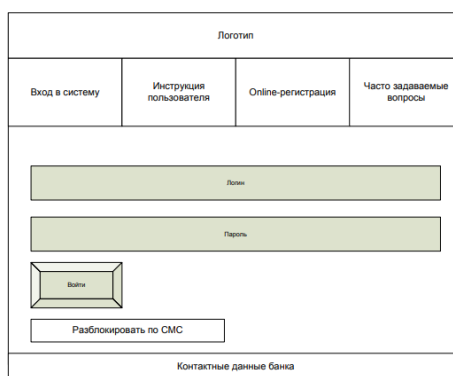 Логотип
Вход в систему
Инструкция
пользователя
Online-регистрация
Часто задаваемые
вопросы
Логин
Пароль
Войти
Разблокировать по СМС
Контактные данные банка